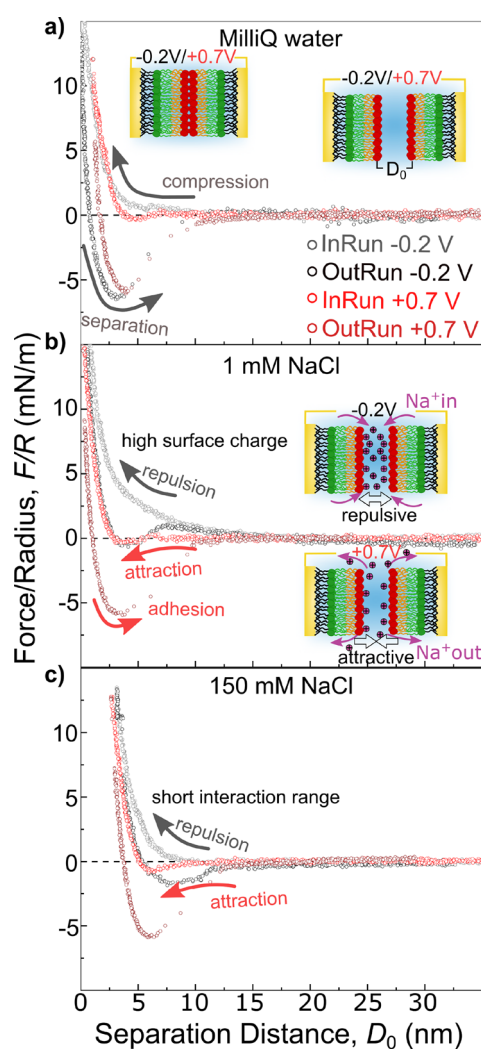 a) MilliQ water
-0.2V/+0.7V
-0.2V/+0.7V
D₀
compression
separation
InRun -0.2 V
OutRun -0.2 V
InRun +0.7 V
OutRun +0.7 V
15
10
5
0
-5
b) 1 mM NaCl
high surface charge
repulsion
attraction
adhesion
-0.2V
Na⁺in
repulsive
+0.7V
attractive
Na⁺out
10
5
0
-5
c) 150 mM NaCl
short interaction range
repulsion
attraction
10
5
0
-5
0 5 10 15 20 25 30
Force/Radius, F/R (mN/m)
Separation Distance, D₀ (nm)